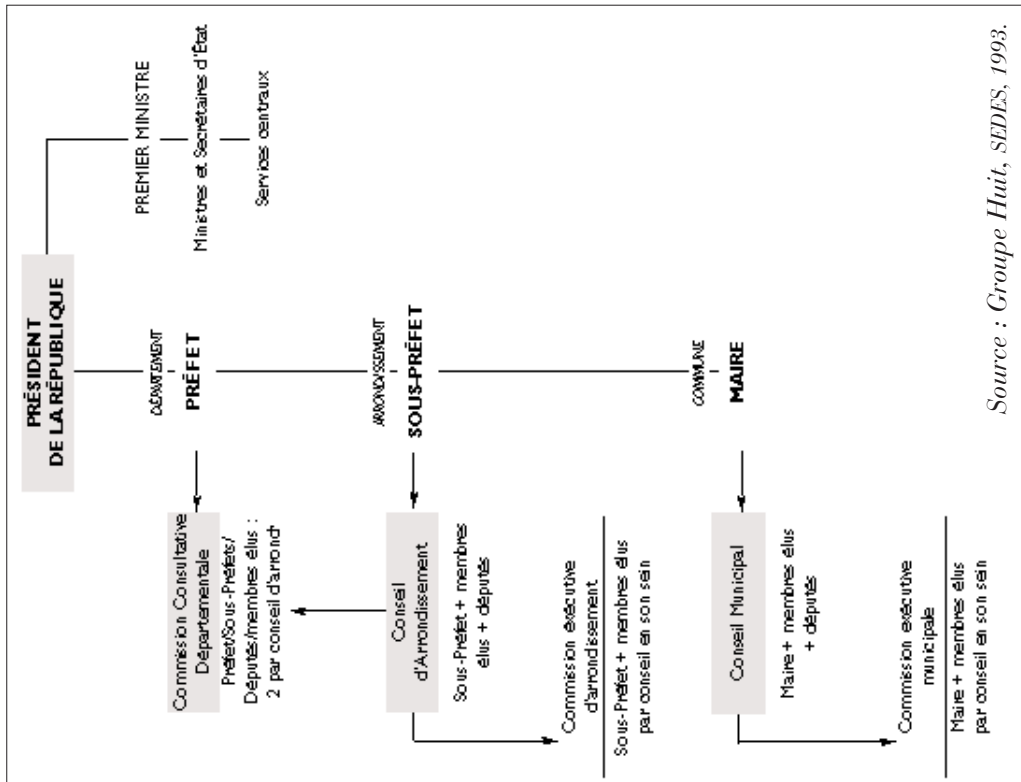 PRÉSIDENT
DE LA RÉPUBLIQUE
PREMIER MINISTRE
Ministres et Secrétaires d'État
Services centraux
DÉPARTEMENT
PRÉFET
Commission Consultative
Départementale
Préfet/Sous-Préfets/
Députés/membres élus :
2 par conseil d'arrondt
ARRONDISSEMENT
SOUS-PRÉFET
Conseil
d'Arrondissement
Sous-Préfet + membres
élus + députés
Commission exécutive
d'arrondissement
Sous-Préfet + membres élus
par conseil en son sein
COMMUNE
MAIRE
Conseil Municipal
Maire + membres élus
+ députés
Commission exécutive
municipale
Maire + membres élus
par conseil en son sein
Source : Groupe Huit, SEDES, 1993.